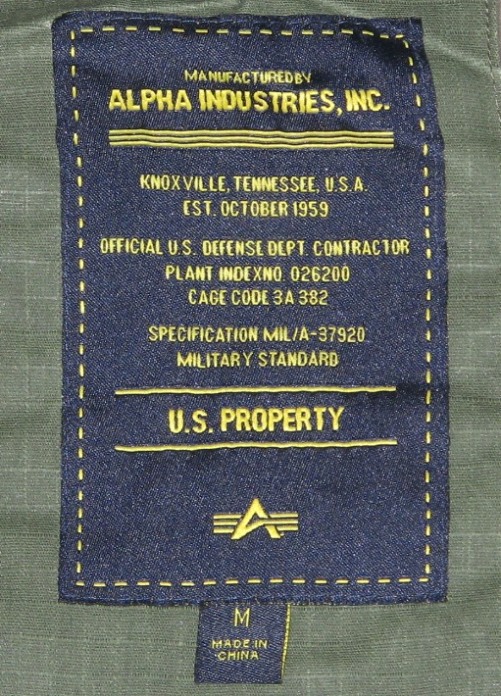 MANUFACTURED BY
ALPHA INDUSTRIES, INC.
KNOXVILLE, TENNESSEE, U.S.A.
EST. OCTOBER 1959
OFFICIAL U.S. DEFENSE DEPT. CONTRACTOR
PLANT INDEX NO. 026200
CAGE CODE 3A 382
SPECIFICATION MIL/A-37920
MILITARY STANDARD
U.S. PROPERTY
A
M
MADE IN
CHINA